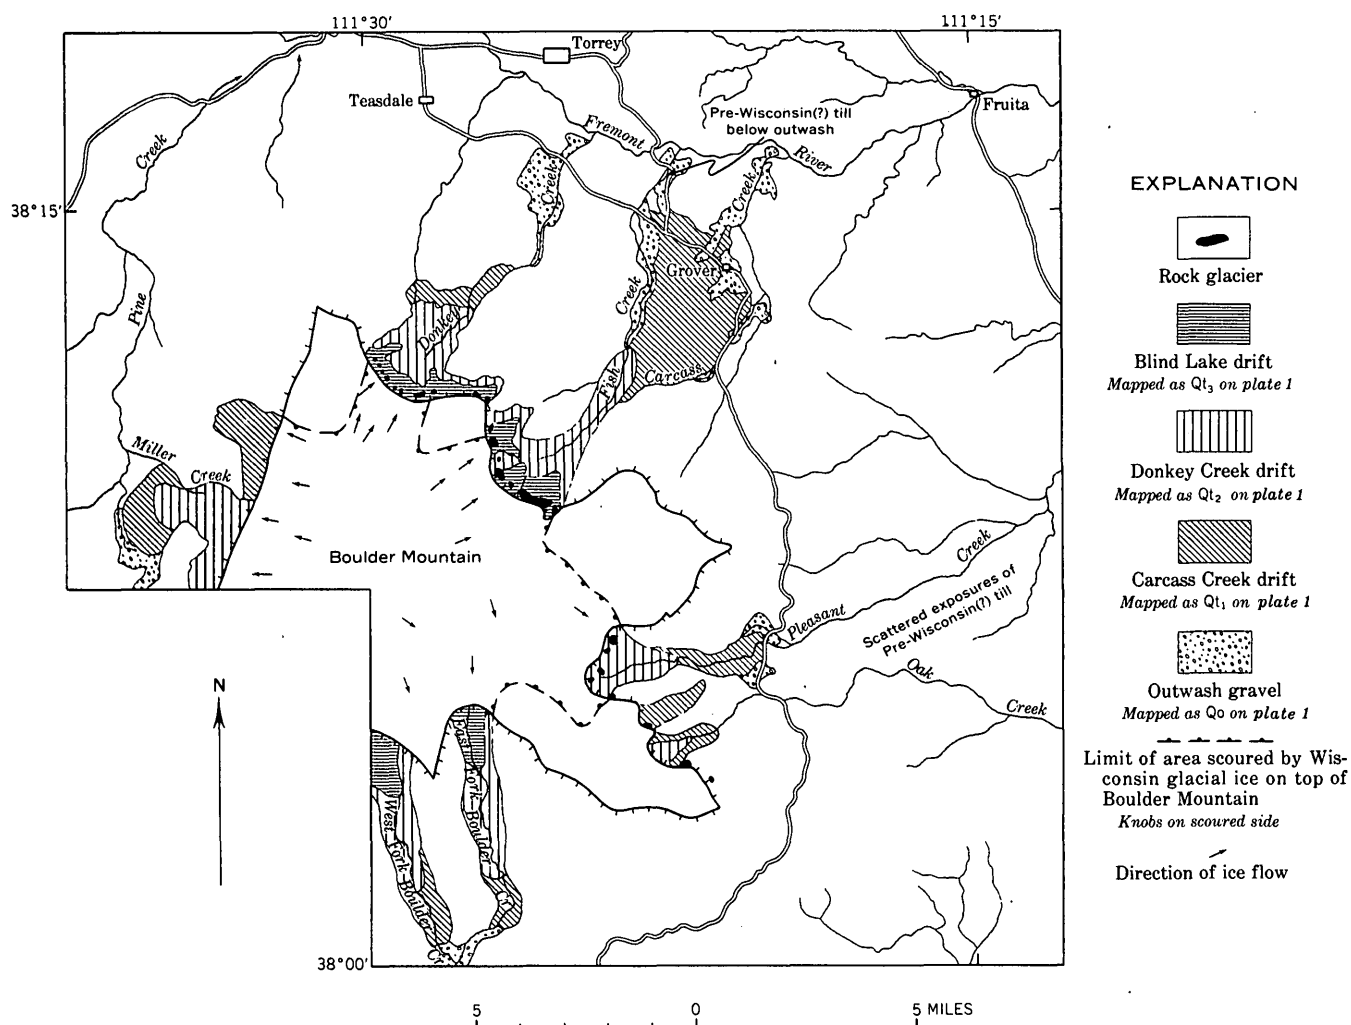 111°30'
111°15'
Torrey
Teasdale
Fruita
Pre-Wisconsin(?) till
below outwash
Fremont
River
Creek
Creek
Creek
38°15'
Grover
Creek
Pine
Donkey
Fish
Carcass
Miller
Creek
Boulder Mountain
Creek
Pleasant
Scattered exposures of
Pre-Wisconsin(?) till
Oak
Creek
N
East Fork Boulder
Cr
West Fork Boulder
Cr
38°00'
5 0 5 MILES
EXPLANATION
Rock glacier
Blind Lake drift
Mapped as Qt3 on plate 1
Donkey Creek drift
Mapped as Qt2 on plate 1
Carcass Creek drift
Mapped as Qt1 on plate 1
Outwash gravel
Mapped as Qo on plate 1
Limit of area scoured by Wis-
consin glacial ice on top of
Boulder Mountain
Knobs on scoured side
Direction of ice flow